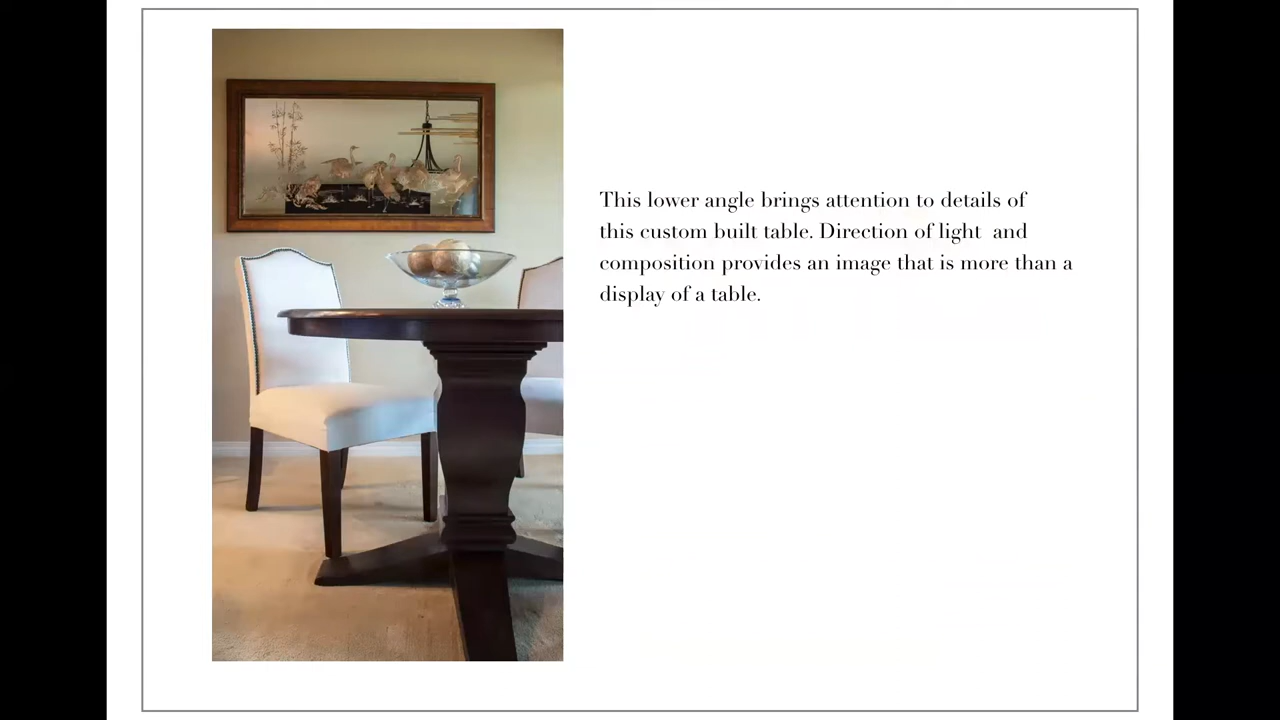 This lower angle brings attention to details of
this custom built table. Direction of light  and
composition provides an image that is more than a
display of a table.